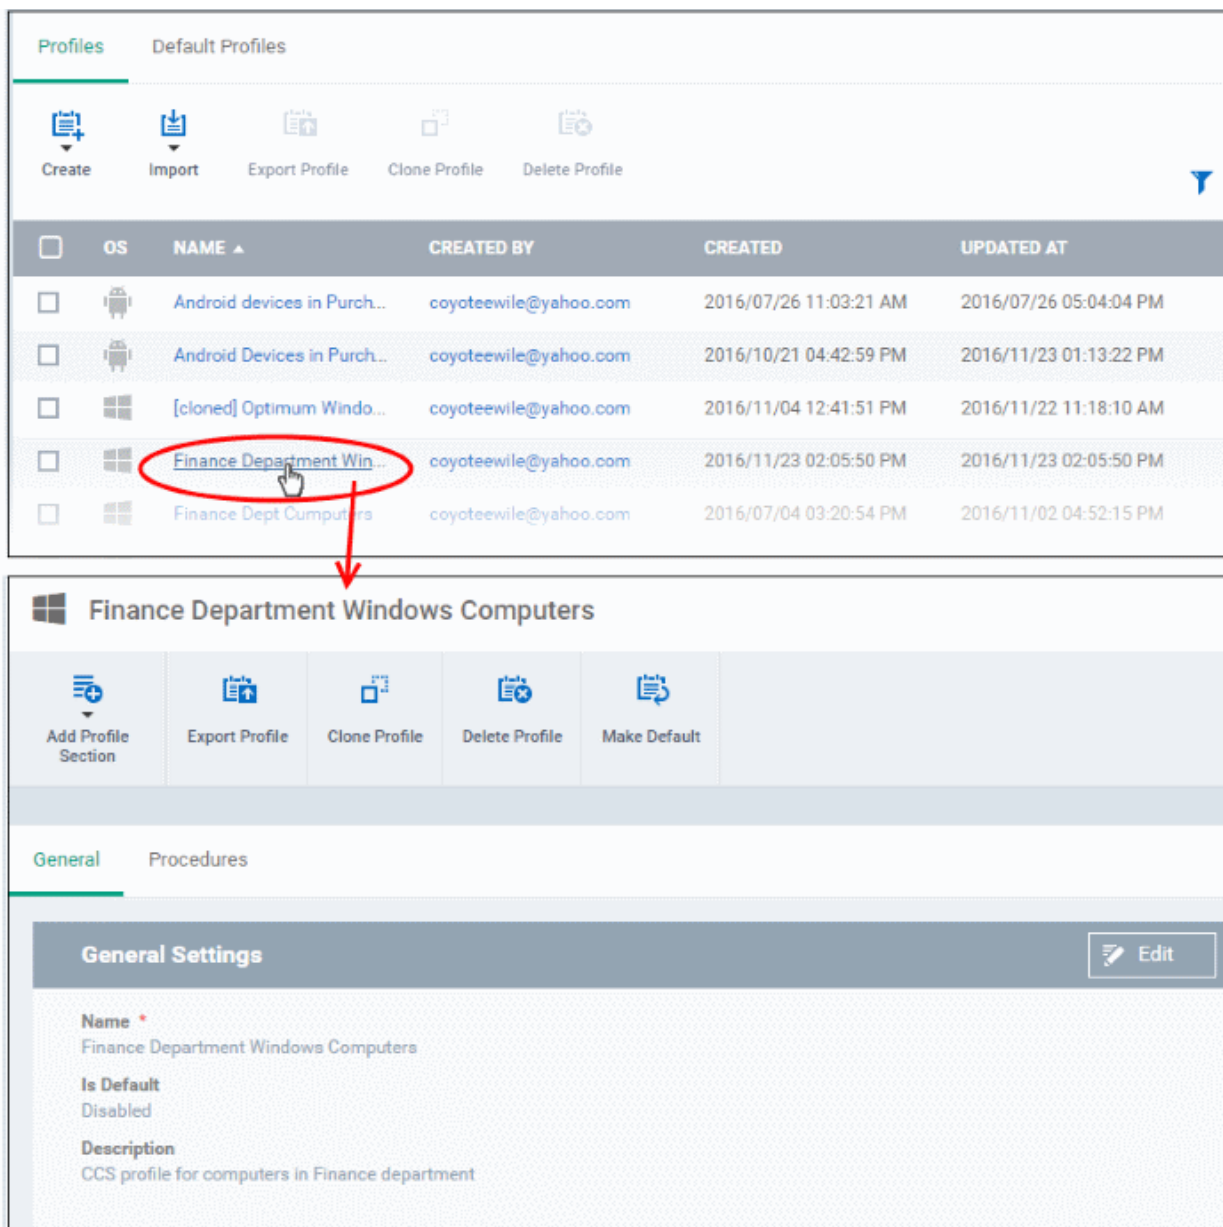 Profiles Default Profiles
Create Import Export Profile Clone Profile Delete Profile
OS NAME CREATED BY CREATED UPDATED AT
Android devices in Purch... coyoteewile@yahoo.com 2016/07/26 11:03:21 AM 2016/07/26 05:04:04 PM
Android Devices in Purch... coyoteewile@yahoo.com 2016/10/21 04:42:59 PM 2016/11/23 01:13:22 PM
[cloned] Optimum Windo... coyoteewile@yahoo.com 2016/11/04 12:41:51 PM 2016/11/22 11:18:10 AM
Finance Department Win... coyoteewile@yahoo.com 2016/11/23 02:05:50 PM 2016/11/23 02:05:50 PM
Finance Dept Cumputers coyoteewile@yahoo.com 2016/07/04 03:20:54 PM 2016/11/02 04:52:15 PM
Finance Department Windows Computers
Add Profile Export Profile Clone Profile Delete Profile Make Default
Section
General Procedures
General Settings Edit
Name *
Finance Department Windows Computers
Is Default
Disabled
Description
CCS profile for computers in Finance department